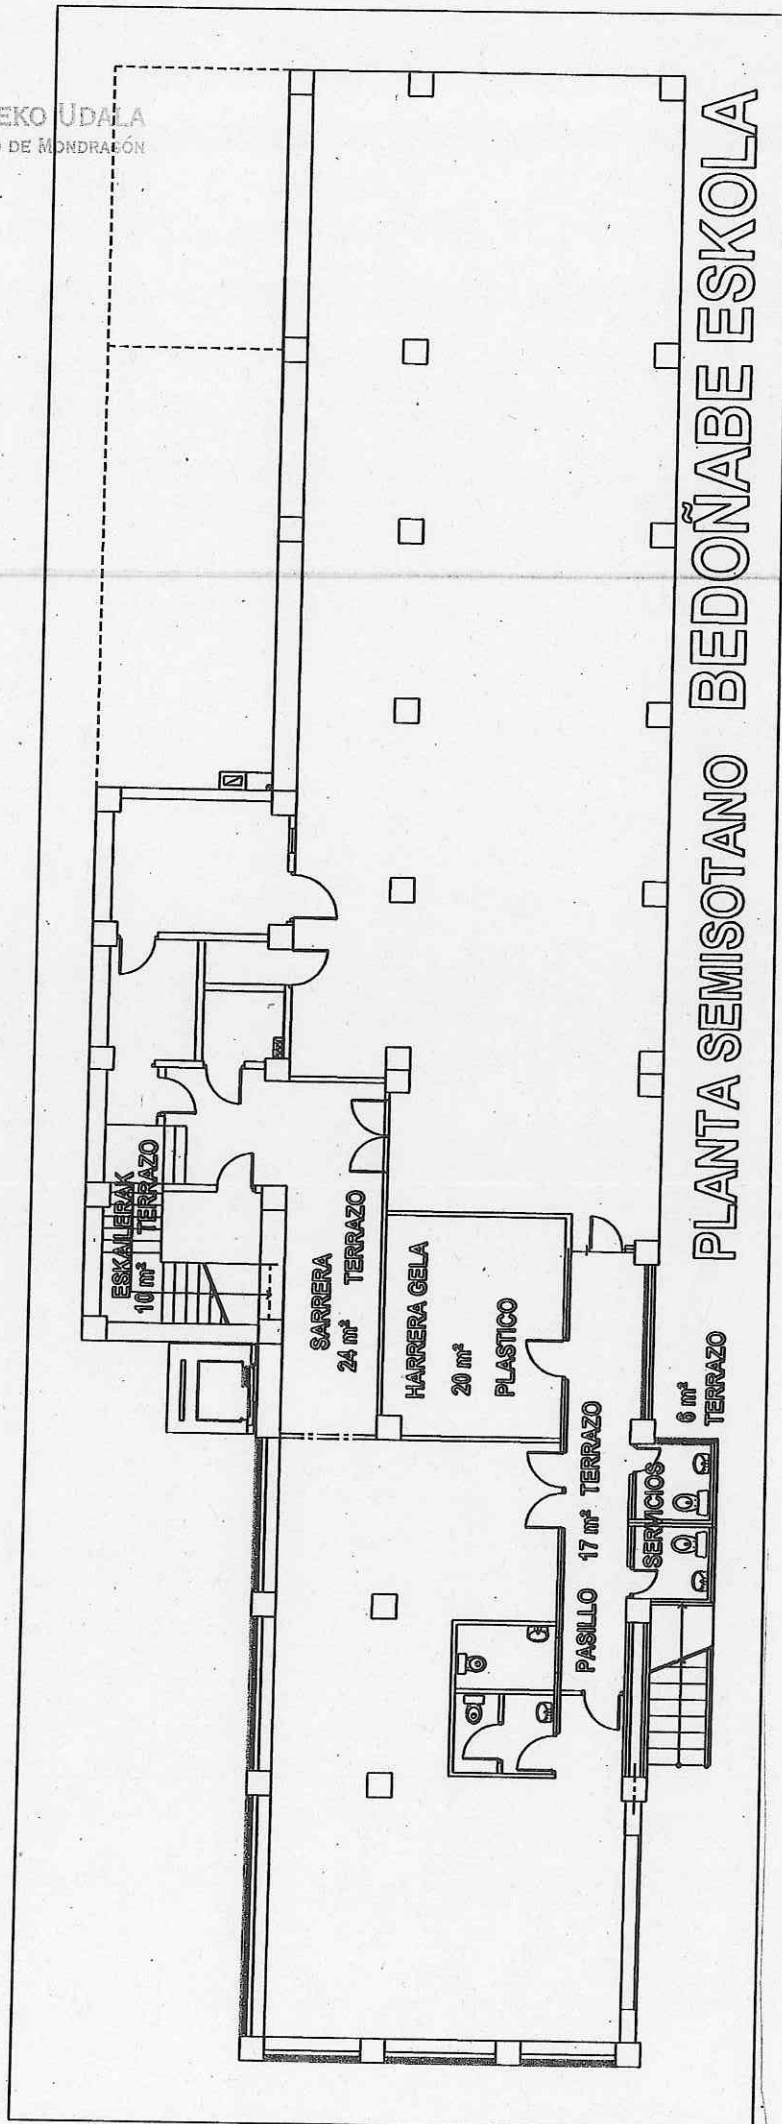 EKO UDALA
DE MONDRAGÓN
PLANTA SEMISOTANO BEDOÑABE ESKOLA
ESKAILERAK
10 m² TERRAZO
SARRERA
24 m² TERRAZO
HARRERA GELA
20 m²
PLASTICO
PASILLO 17 m² TERRAZO
SERVICIOS
6 m²
TERRAZO